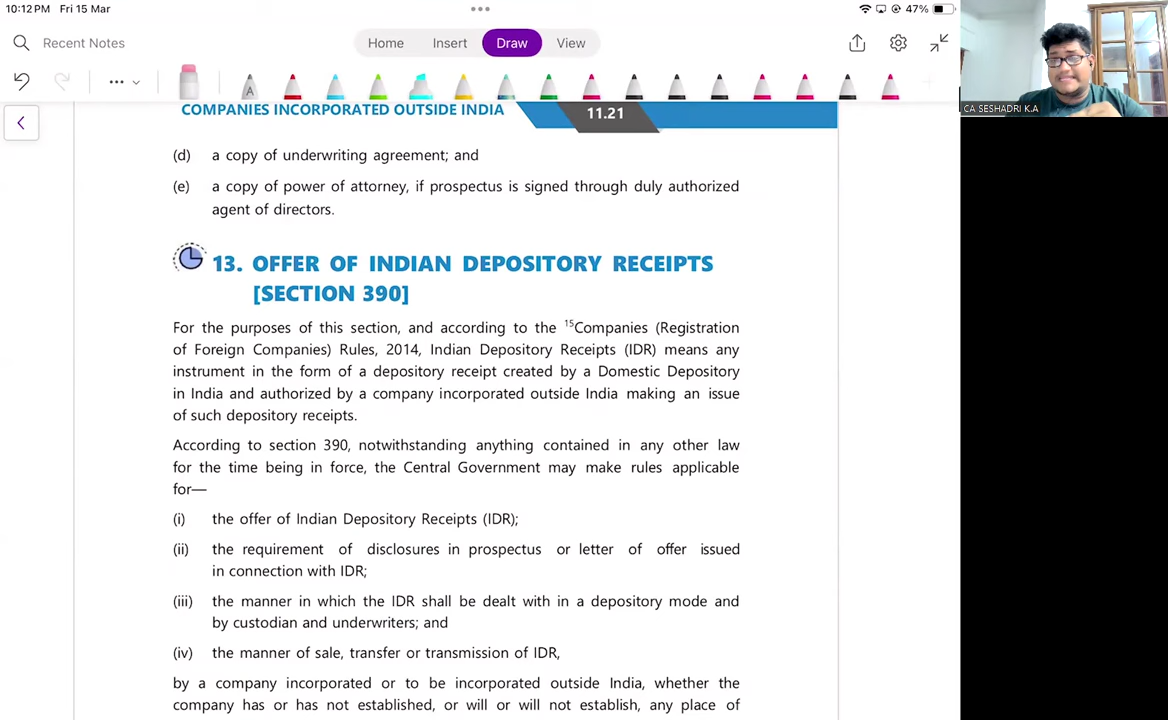 10:12 PM Fri 15 Mar
47%
Recent Notes
Home Insert Draw View
A
CA SESHADRI K.A
COMPANIES INCORPORATED OUTSIDE INDIA 11.21
(d) a copy of underwriting agreement; and
(e) a copy of power of attorney, if prospectus is signed through duly authorized
agent of directors.
13. OFFER OF INDIAN DEPOSITORY RECEIPTS
[SECTION 390]
For the purposes of this section, and according to the 15Companies (Registration
of Foreign Companies) Rules, 2014, Indian Depository Receipts (IDR) means any
instrument in the form of a depository receipt created by a Domestic Depository
in India and authorized by a company incorporated outside India making an issue
of such depository receipts.
According to section 390, notwithstanding anything contained in any other law
for the time being in force, the Central Government may make rules applicable
for—
(i) the offer of Indian Depository Receipts (IDR);
(ii) the requirement of disclosures in prospectus or letter of offer issued
in connection with IDR;
(iii) the manner in which the IDR shall be dealt with in a depository mode and
by custodian and underwriters; and
(iv) the manner of sale, transfer or transmission of IDR,
by a company incorporated or to be incorporated outside India, whether the
company has or has not established, or will or will not establish, any place of